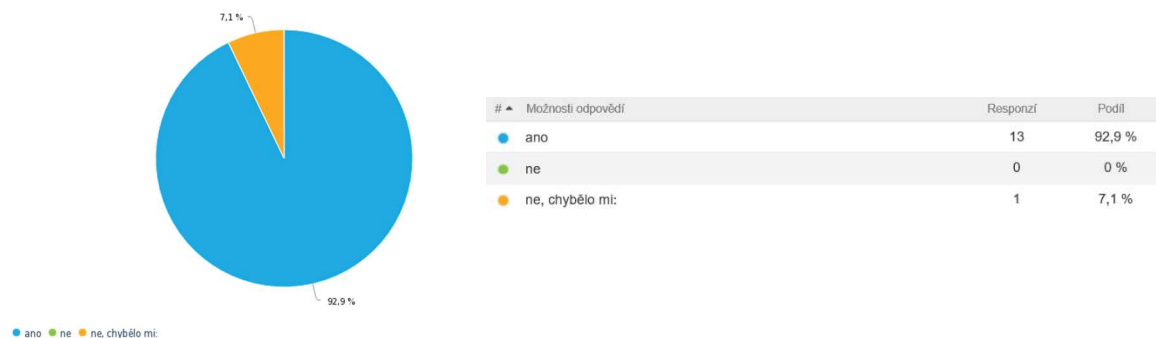 7,1 %
92,9 %
ano ne ne, chybělo mi:
# Možnosti odpovědí Responzí Podíl
ano 13 92,9 %
ne 0 0 %
ne, chybělo mi: 1 7,1 %